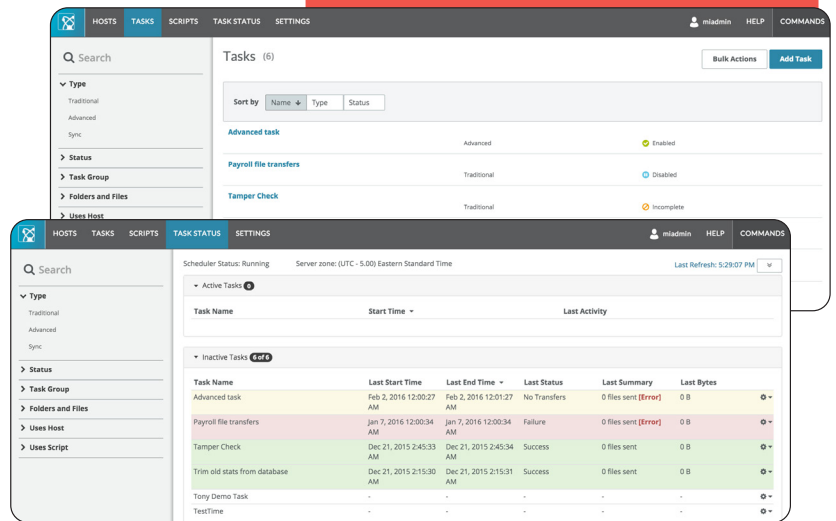 HOSTS TASKS SCRIPTS TASK STATUS SETTINGS miadmin HELP COMMANDS
Search
Type
Traditional
Advanced
Sync
Status
Task Group
Folders and Files
Uses Host
Tasks (6)
Bulk Actions Add Task
Sort by Name Type Status
Advanced task
Advanced Enabled
Payroll file transfers
Traditional Disabled
Tamper Check
Traditional Incomplete
HOSTS TASKS SCRIPTS TASK STATUS SETTINGS miadmin HELP COMMANDS
Search
Type
Traditional
Advanced
Sync
Status
Task Group
Folders and Files
Uses Host
Uses Script
Scheduler Status: Running Server zone: (UTC - 5.00) Eastern Standard Time Last Refresh: 5:29:07 PM
Active Tasks 0
Task Name Start Time Last Activity
Inactive Tasks 6 of 6
Task Name Last Start Time Last End Time Last Status Last Summary Last Bytes
Advanced task Feb 2, 2016 12:00:27 AM Feb 2, 2016 12:01:27 AM No Transfers 0 files sent [Error] 0 B
Payroll file transfers Jan 7, 2016 12:00:34 AM Jan 7, 2016 12:00:34 AM Failure 0 files sent [Error] 0 B
Tamper Check Dec 21, 2015 2:45:33 AM Dec 21, 2015 2:45:34 AM Success 0 files sent 0 B
Trim old stats from database Dec 21, 2015 2:15:30 AM Dec 21, 2015 2:15:31 AM Success 0 files sent 0 B
Tony Demo Task - - - - -
TestTime - - - - -